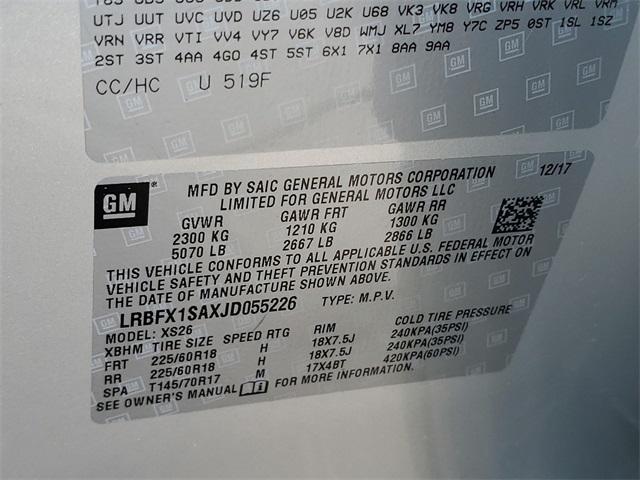 UTJ UUT UVC UVD UZ6 U05 U2K U68 VK3 VK8 VRG VRH VRK VRL VRM
VRN VRR VTI VV4 VY7 V6K V8D WMJ XL7 YM8 Y7C ZP5 0ST 1SL 1SZ
2ST 3ST 4AA 4GO 4ST 5ST 6X1 7X1 8AA 9AA
CC/HC U 519F
GM
MFD BY SAIC GENERAL MOTORS CORPORATION 12/17
LIMITED FOR GENERAL MOTORS LLC
GVWR GAWR FRT GAWR RR
2300 KG 1210 KG 1300 KG
5070 LB 2667 LB 2866 LB
THIS VEHICLE CONFORMS TO ALL APPLICABLE U.S. FEDERAL MOTOR
VEHICLE SAFETY AND THEFT PREVENTION STANDARDS IN EFFECT ON
THE DATE OF MANUFACTURE SHOWN ABOVE.
LRBFX1SAXJD055226 TYPE: M.P.V.
MODEL: XS26
XBHM TIRE SIZE SPEED RTG RIM COLD TIRE PRESSURE
FRT 225/60R18 H 18X7.5J 240KPA(35PSI)
RR 225/60R18 H 18X7.5J 240KPA(35PSI)
SPA T145/70R17 M 17X4BT 420KPA(60PSI)
SEE OWNER'S MANUAL FOR MORE INFORMATION.